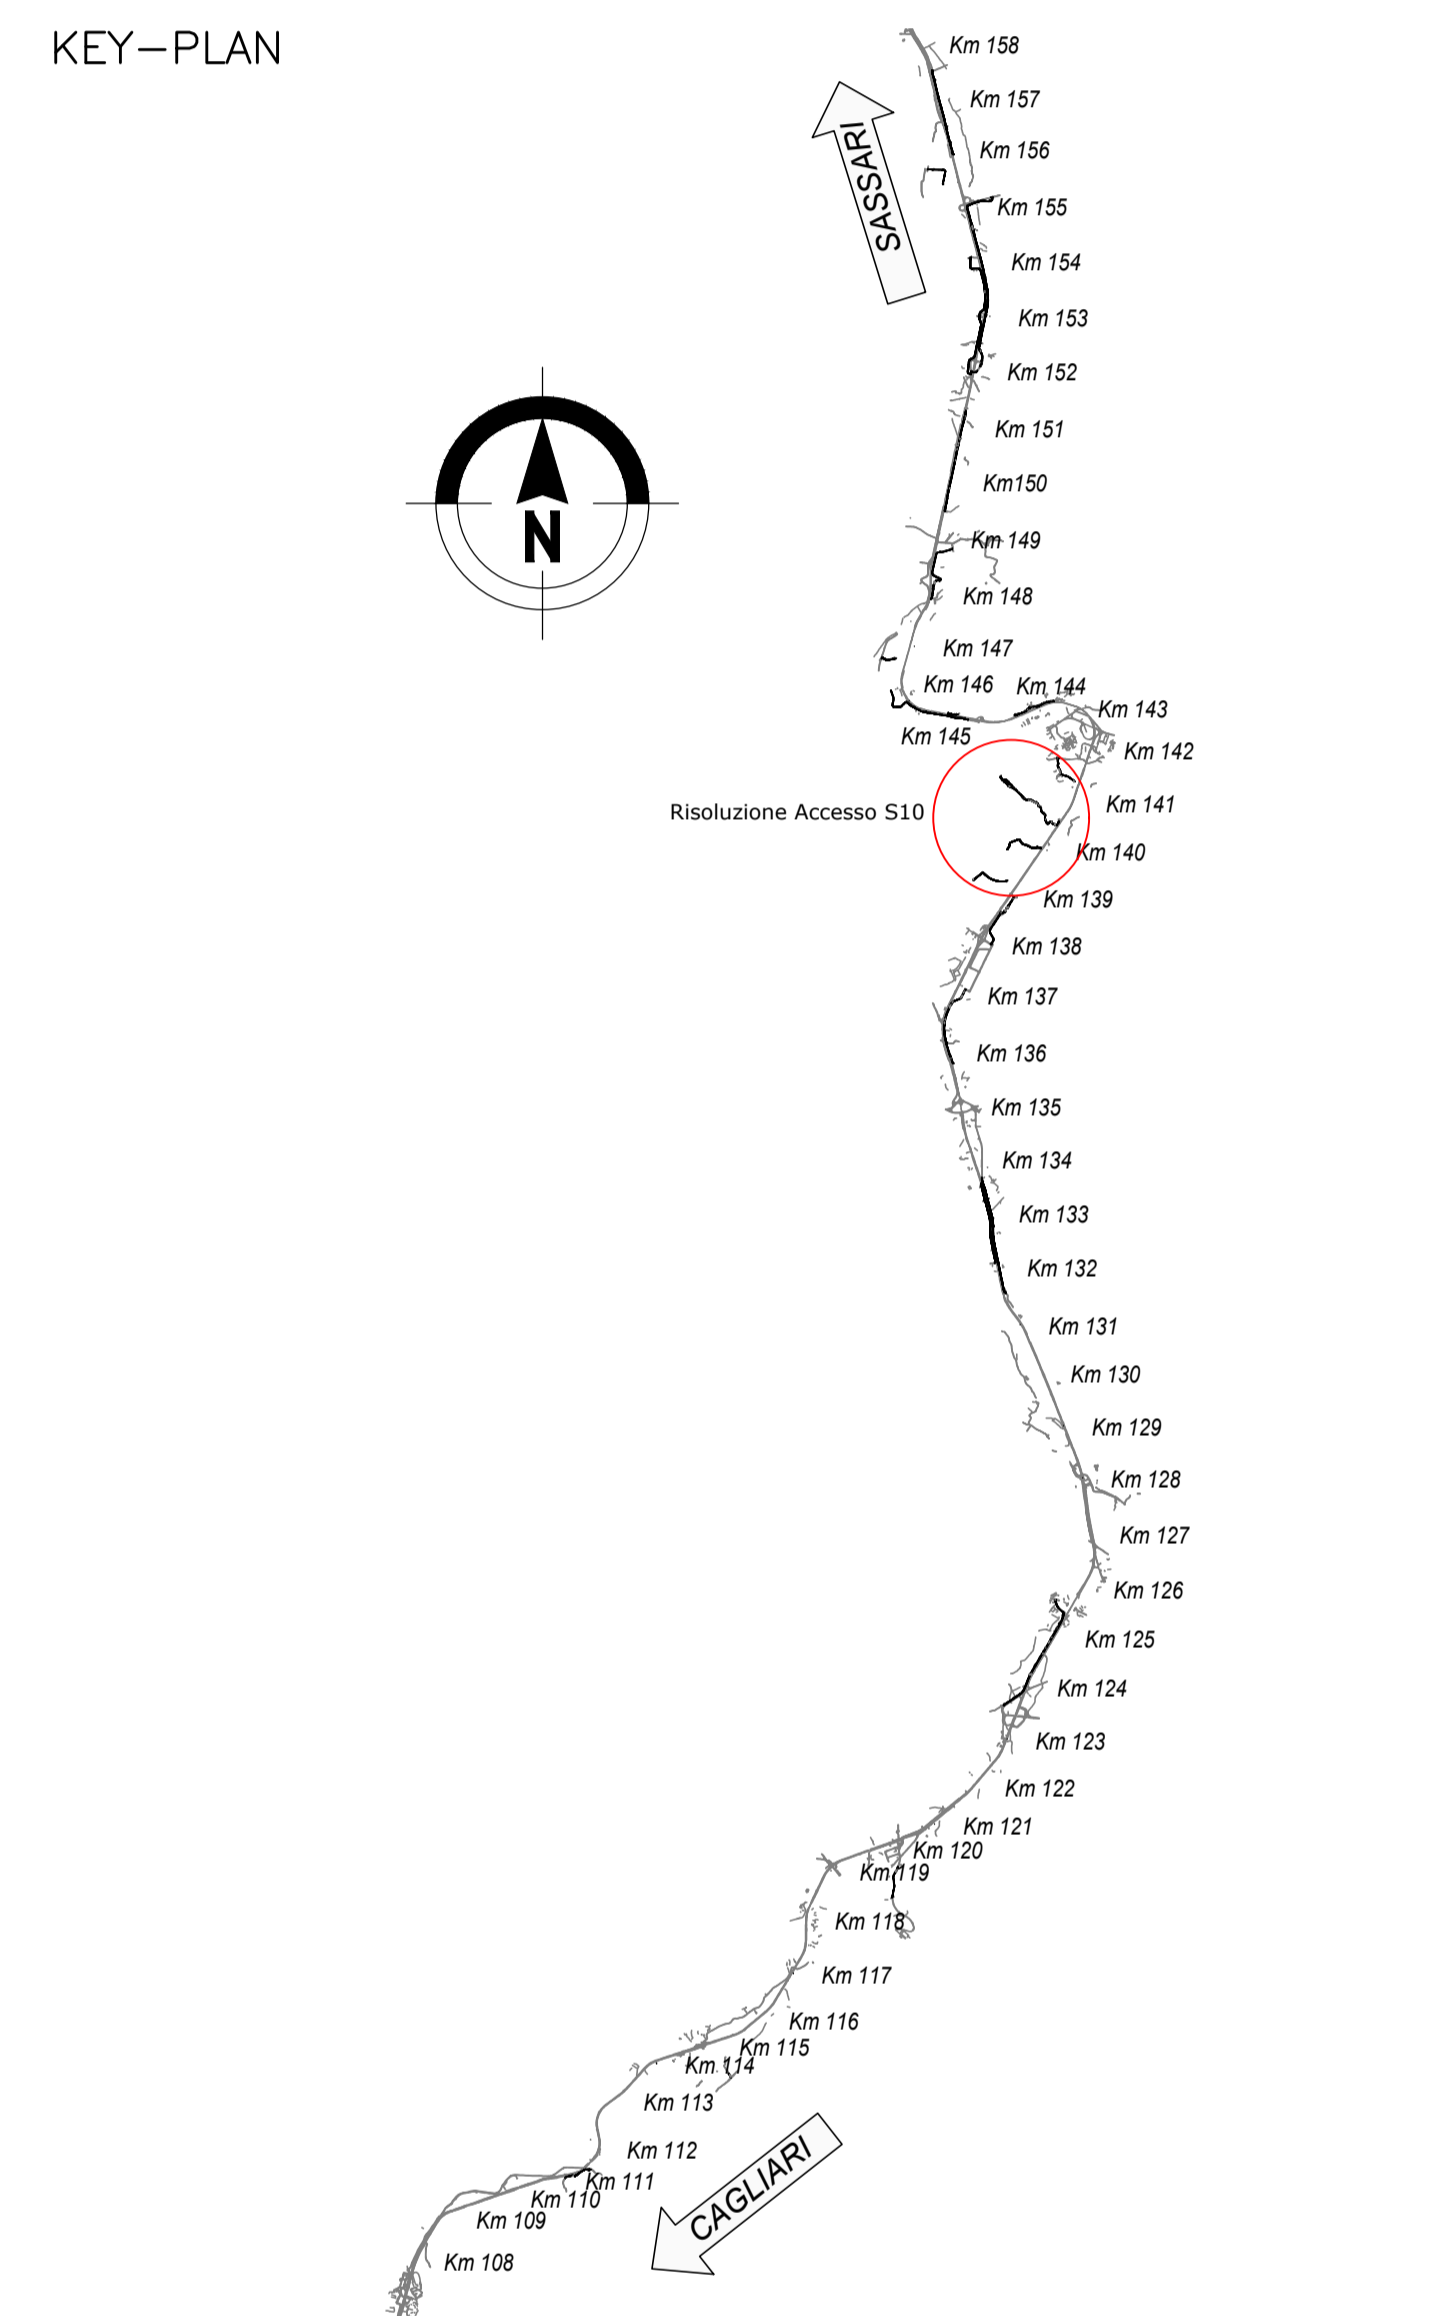 KEY-PLAN
Km 158
Km 157
SASSARI
Km 156
Km 155
Km 154
Km 153
Km 152
Km 151
Km150
N
Km 149
Km 148
Km 147
Km 146
Km 144
Km 143
Km 145
Km 142
Risoluzione Accesso S10
Km 141
Km 140
Km 139
Km 138
Km 137
Km 136
Km 135
Km 134
Km 133
Km 132
Km 131
Km 130
Km 129
Km 128
Km 127
Km 126
Km 125
Km 124
Km 123
Km 122
Km 121
Km 120
Km 119
Km 118
Km 117
Km 116
Km 115
Km 114
Km 113
Km 112
CAGLIARI
Km 111
Km 110
Km 109
Km 108